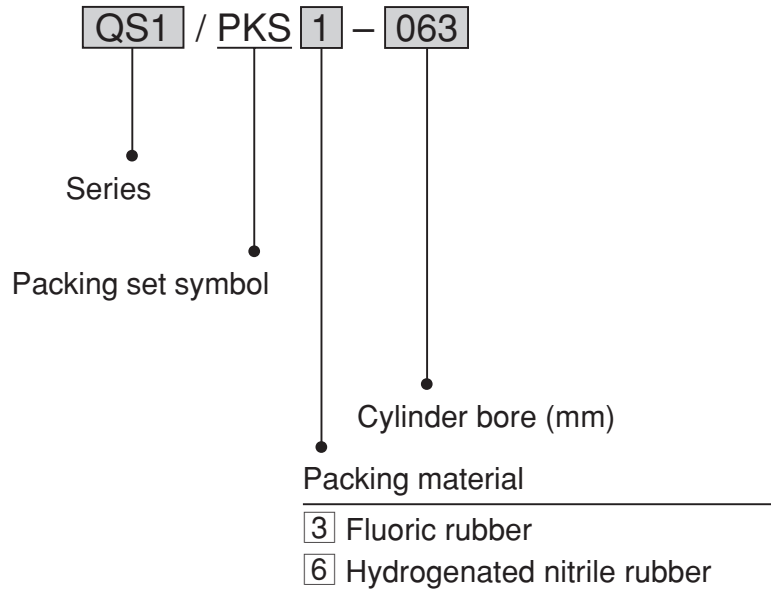 QS1 / PKS 1 – 063
Series
Packing set symbol
Cylinder bore (mm)
Packing material
3 Fluoric rubber
6 Hydrogenated nitrile rubber